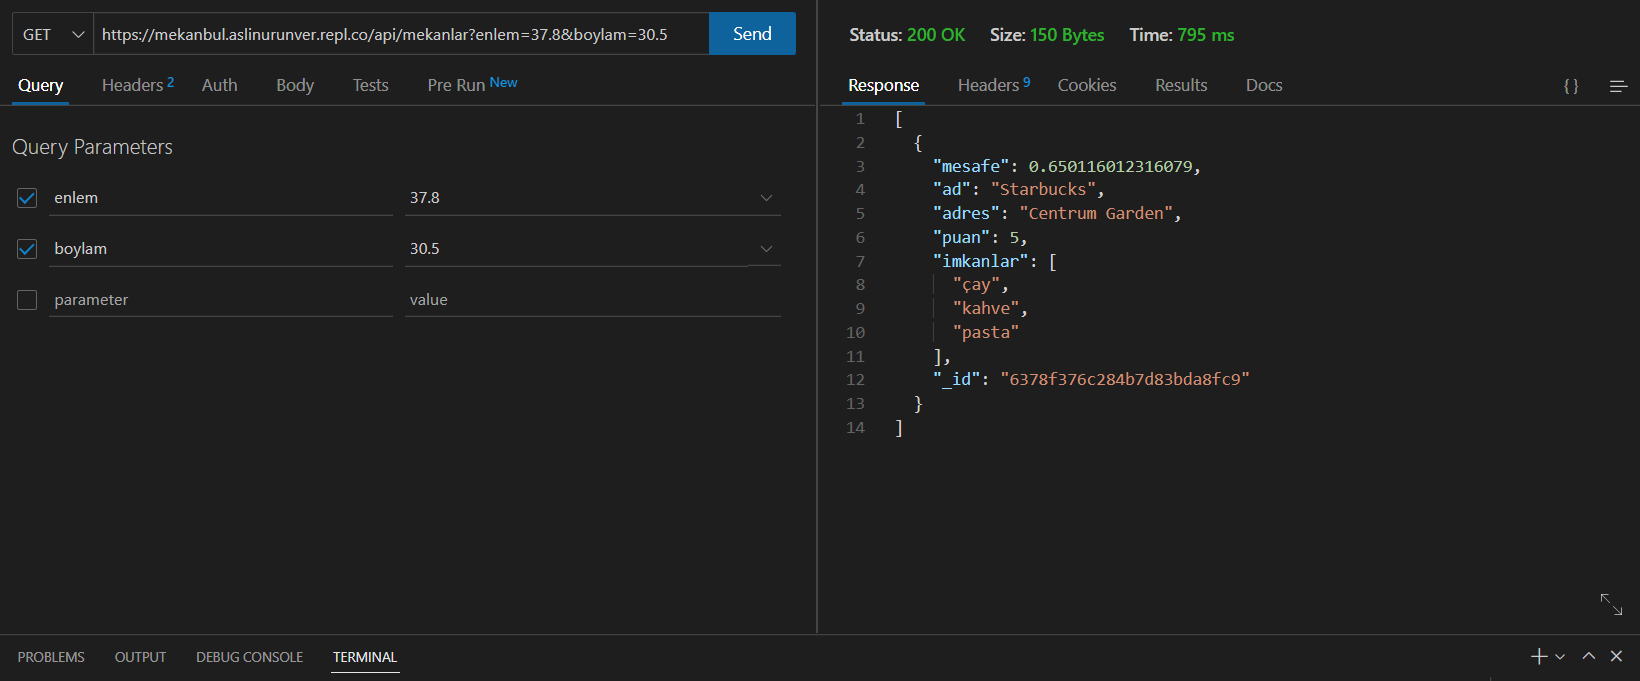 GET https://mekanbul.aslinurunver.repl.co/api/mekanlar?enlem=37.8&boylam=30.5 Send
Query Headers 2 Auth Body Tests Pre Run New
Query Parameters
enlem 37.8
boylam 30.5
parameter value
Status: 200 OK Size: 150 Bytes Time: 795 ms
Response Headers 9 Cookies Results Docs { }
1 [
2 {
3 "mesafe": 0.650116012316079,
4 "ad": "Starbucks",
5 "adres": "Centrum Garden",
6 "puan": 5,
7 "imkanlar": [
8 "çay",
9 "kahve",
10 "pasta"
11 ],
12 "_id": "6378f376c284b7d83bda8fc9"
13 }
14 ]
PROBLEMS OUTPUT DEBUG CONSOLE TERMINAL